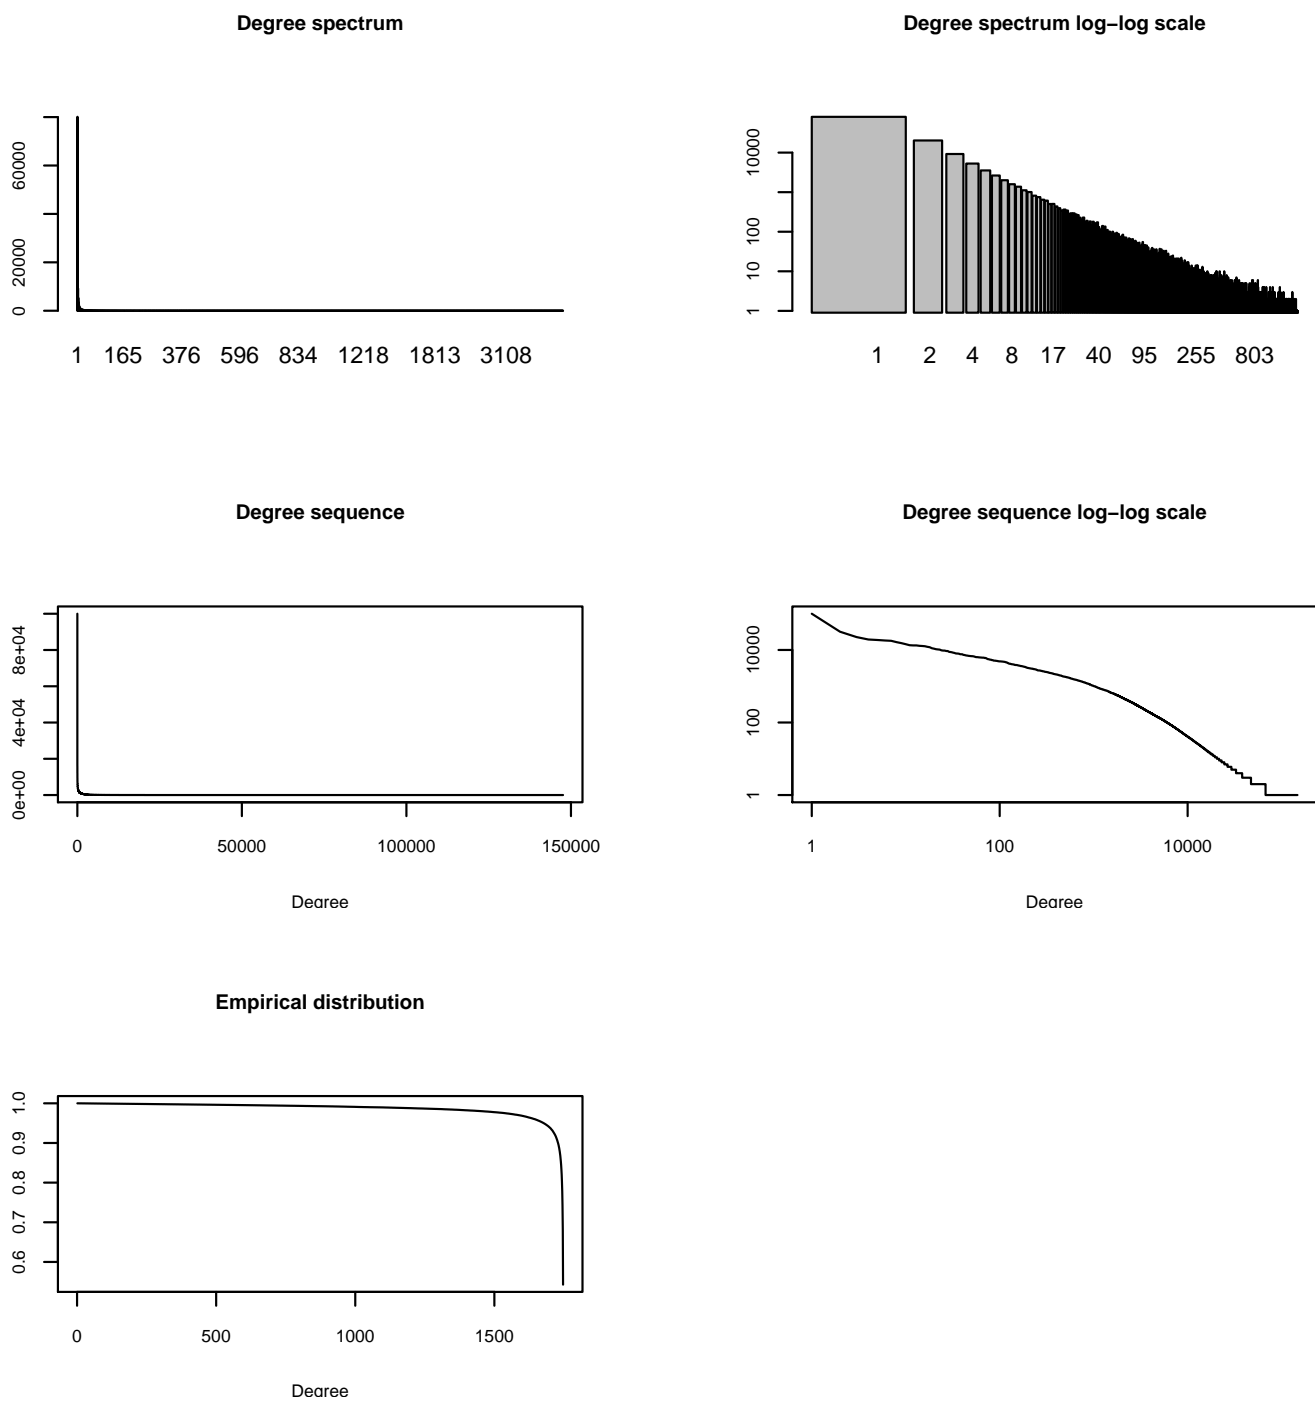 Degree spectrum
60000
20000
0
1 165 376 596 834 1218 1813 3108
Degree spectrum log−log scale
10000
100
10
1
1 2 4 8 17 40 95 255 803
Degree sequence
8e+04
4e+04
0e+00
0 50000 100000 150000
Degree
Degree sequence log−log scale
10000
100
1
1 100 10000
Degree
Empirical distribution
1.0
0.9
0.8
0.7
0.6
0 500 1000 1500
Degree